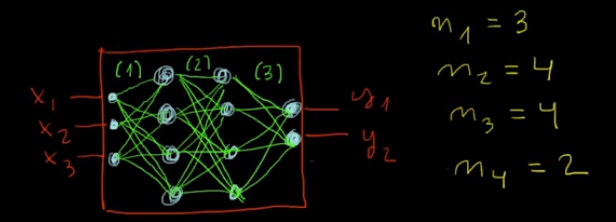 (1) (2) (3)
x₁
x₂
x₃
y₁
y₂
n₁ = 3
n₂ = 4
n₃ = 4
n₄ = 2